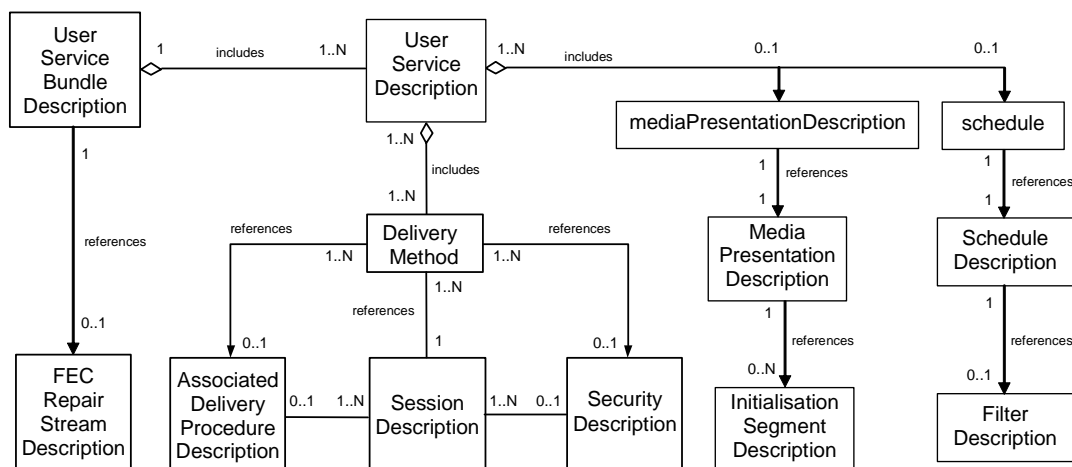 User
Service
Bundle
Description
1
includes
1..N
User
Service
Description
1..N
includes
0..1
0..1
mediaPresentationDescription
schedule
1
1..N
includes
1..N
1
references
1
1
references
1
references
references
1..N
Delivery
Method
1..N
references
1..N
references
1
Media
Presentation
Description
Schedule
Description
1
references
0..N
1
references
0..1
0..1
0..1
0..1
FEC
Repair
Stream
Description
Associated
Delivery
Procedure
Description
0..1
1..N
Session
Description
1..N
0..1
Security
Description
Initialisation
Segment
Description
Filter
Description